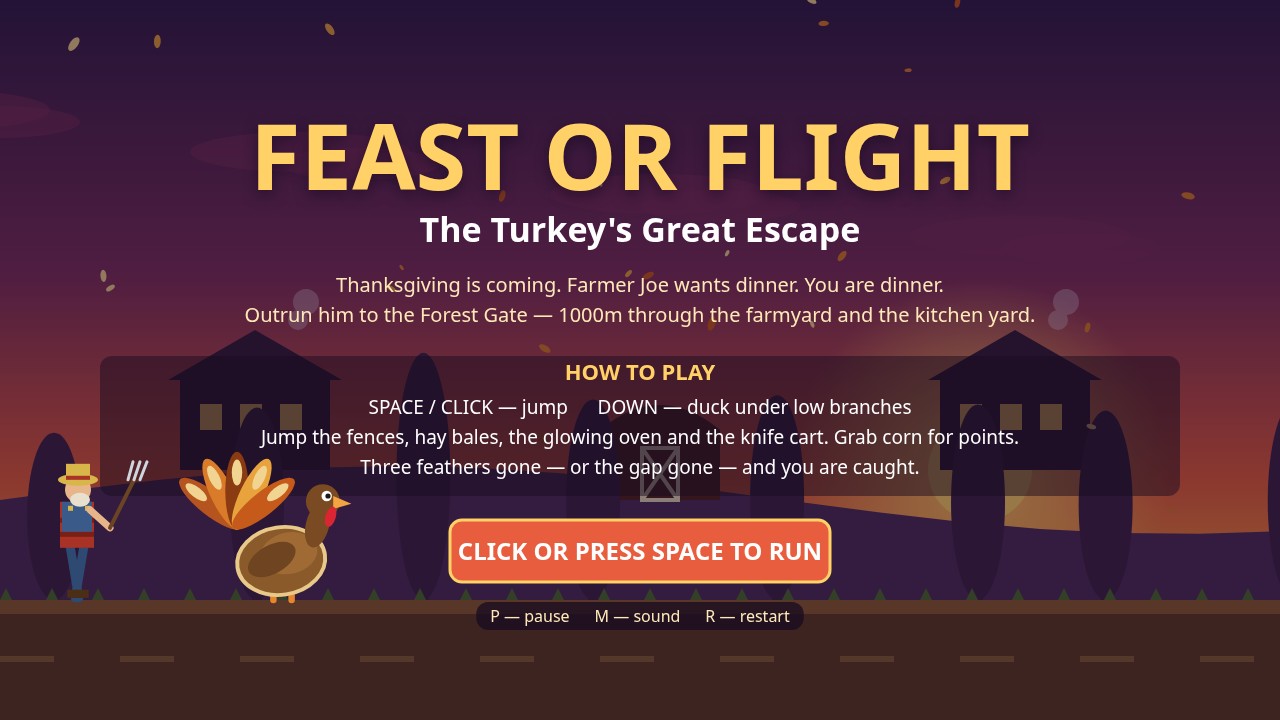 FEAST OR FLIGHT
The Turkey's Great Escape
Thanksgiving is coming. Farmer Joe wants dinner. You are dinner.
Outrun him to the Forest Gate — 1000m through the farmyard and the kitchen yard.
HOW TO PLAY
SPACE / CLICK — jump DOWN — duck under low branches
Jump the fences, hay bales, the glowing oven and the knife cart. Grab corn for points.
Three feathers gone — or the gap gone — and you are caught.
CLICK OR PRESS SPACE TO RUN
P — pause M — sound R — restart